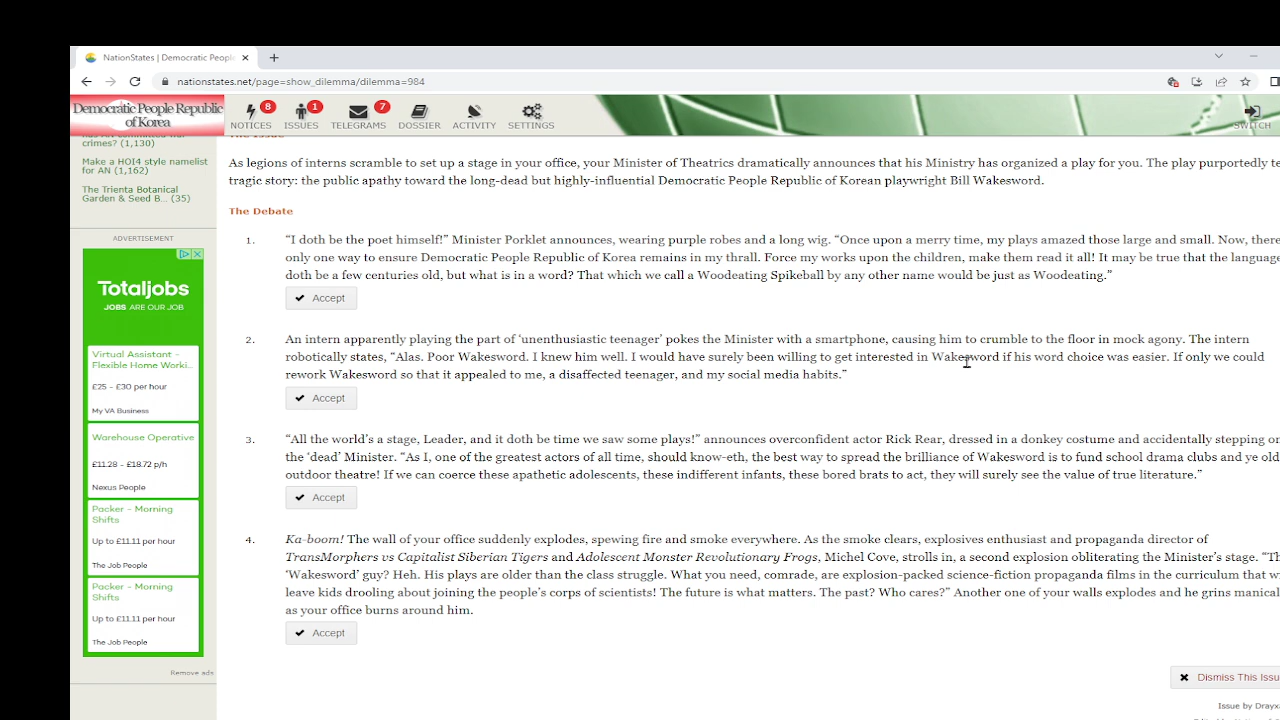 NationStates | Democratic People
nationstates.net/page=show_dilemma/dilemma=984
Democratic People Republic
of Korea
8
NOTICES
1
ISSUES
7
TELEGRAMS
DOSSIER
ACTIVITY
SETTINGS
SWITCH
crimes? (1,130)
Make a HOI4 style namelist
for AN (1,162)
The Trienta Botanical
Garden & Seed B... (35)
ADVERTISEMENT
Totaljobs
JOBS ARE OUR JOB
Virtual Assistant -
Flexible Home Worki...
£25 - £30 per hour
My VA Business
Warehouse Operative
£11.28 - £18.72 p/h
Nexus People
Packer - Morning
Shifts
Up to £11.11 per hour
The Job People
Packer - Morning
Shifts
Up to £11.11 per hour
The Job People
Remove ads
The Issue
As legions of interns scramble to set up a stage in your office, your Minister of Theatrics dramatically announces that his Ministry has organized a play for you. The play purportedly to
tragic story: the public apathy toward the long-dead but highly-influential Democratic People Republic of Korean playwright Bill Wakesword.
The Debate
1. “I doth be the poet himself!” Minister Porklet announces, wearing purple robes and a long wig. “Once upon a merry time, my plays amazed those large and small. Now, there
only one way to ensure Democratic People Republic of Korea remains in my thrall. Force my works upon the children, make them read it all! It may be true that the language
doth be a few centuries old, but what is in a word? That which we call a Woodeating Spikeball by any other name would be just as Woodeating.”
Accept
2. An intern apparently playing the part of ‘unenthusiastic teenager’ pokes the Minister with a smartphone, causing him to crumble to the floor in mock agony. The intern
robotically states, “Alas. Poor Wakesword. I knew him well. I would have surely been willing to get interested in Wakesword if his word choice was easier. If only we could
rework Wakesword so that it appealed to me, a disaffected teenager, and my social media habits.”
Accept
3. “All the world’s a stage, Leader, and it doth be time we saw some plays!” announces overconfident actor Rick Rear, dressed in a donkey costume and accidentally stepping on
the ‘dead’ Minister. “As I, one of the greatest actors of all time, should know-eth, the best way to spread the brilliance of Wakesword is to fund school drama clubs and ye old
outdoor theatre! If we can coerce these apathetic adolescents, these indifferent infants, these bored brats to act, they will surely see the value of true literature.”
Accept
4. Ka-boom! The wall of your office suddenly explodes, spewing fire and smoke everywhere. As the smoke clears, explosives enthusiast and propaganda director of
TransMorphers vs Capitalist Siberian Tigers and Adolescent Monster Revolutionary Frogs, Michel Cove, strolls in, a second explosion obliterating the Minister’s stage. “Th
‘Wakesword’ guy? Heh. His plays are older than the class struggle. What you need, comrade, are explosion-packed science-fiction propaganda films in the curriculum that w
leave kids drooling about joining the people’s corps of scientists! The future is what matters. The past? Who cares?” Another one of your walls explodes and he grins manical
as your office burns around him.
Accept
Dismiss This Issu
Issue by Drayx